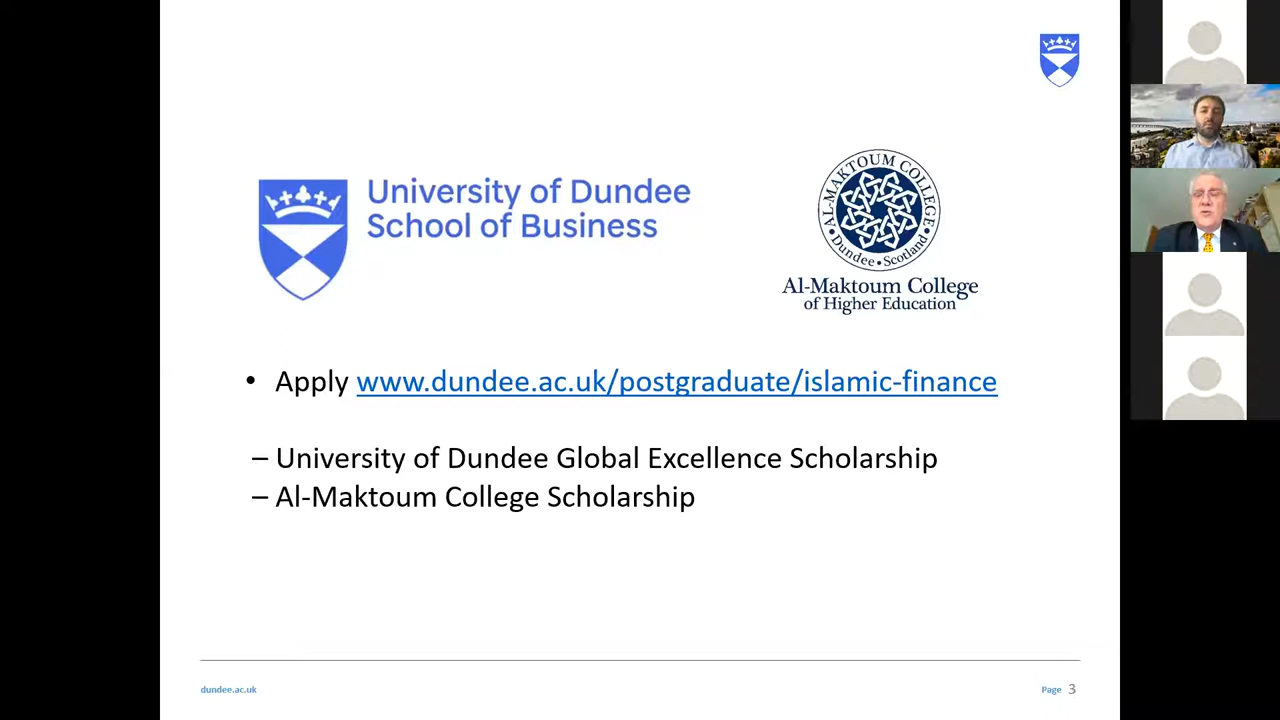 University of Dundee
School of Business
AL-MAKTOUM COLLEGE
Dundee • Scotland
Al-Maktoum College
of Higher Education
• Apply www.dundee.ac.uk/postgraduate/islamic-finance
– University of Dundee Global Excellence Scholarship
– Al-Maktoum College Scholarship
dundee.ac.uk
Page 3